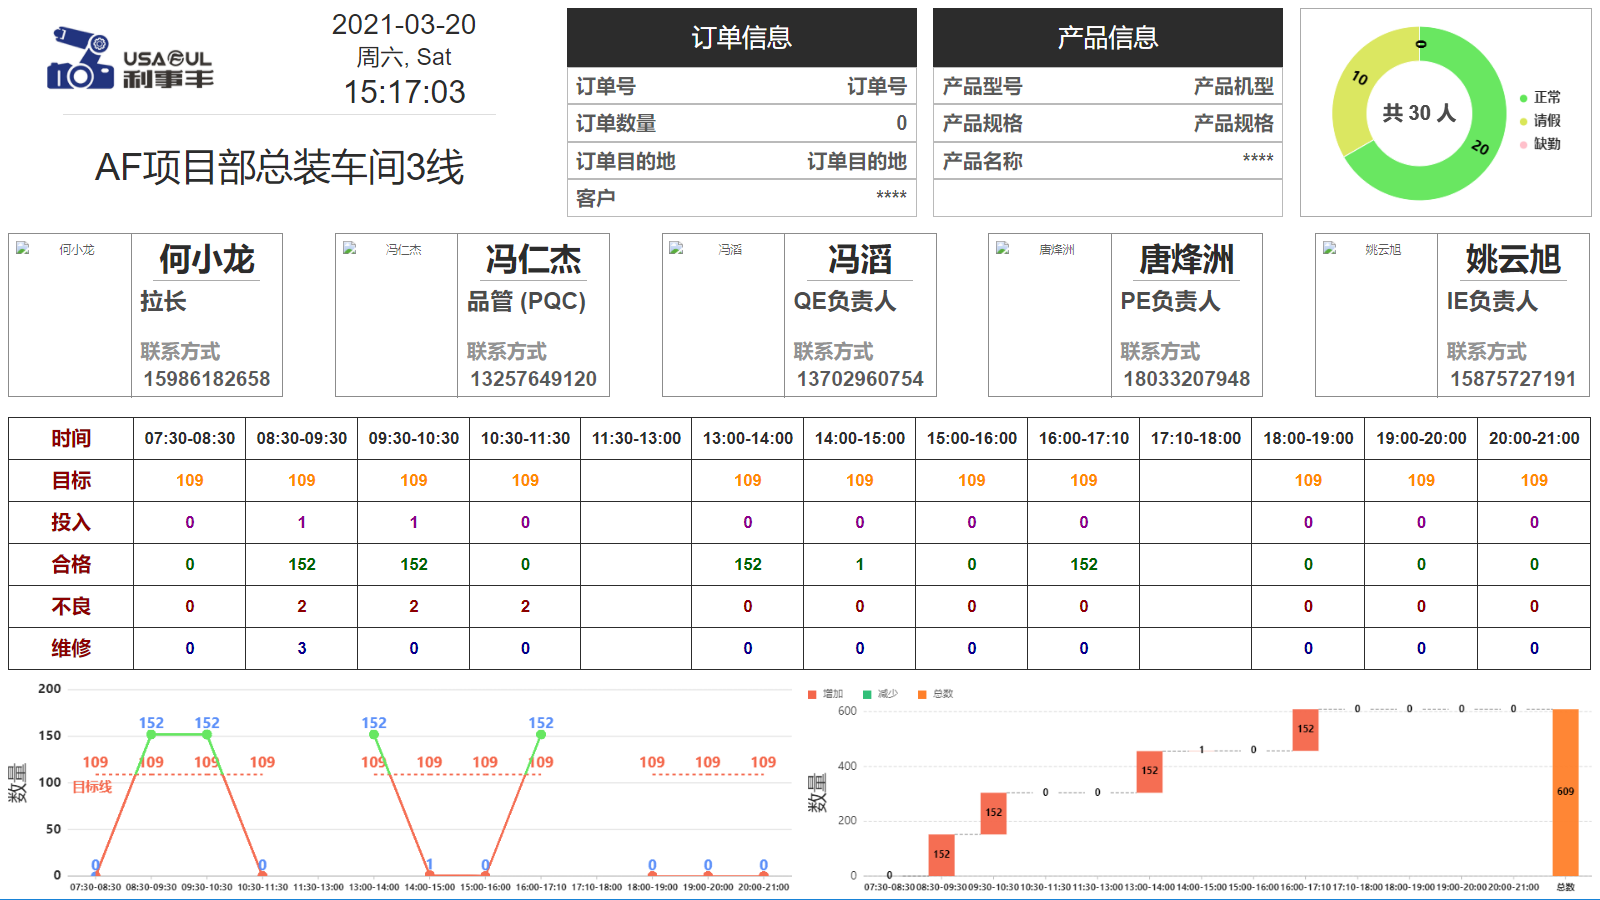 USAFUL
利事丰
2021-03-20
周六, Sat
15:17:03
AF项目部总装车间3线
订单信息
订单号 订单号
订单数量 0
订单目的地 订单目的地
客户 ****
产品信息
产品型号 产品机型
产品规格 产品规格
产品名称 ****
0
10
20
共 30 人
正常
请假
缺勤
何小龙
何小龙
拉长
联系方式
15986182658
冯仁杰
冯仁杰
品管 (PQC)
联系方式
13257649120
冯滔
冯滔
QE负责人
联系方式
13702960754
唐烽洲
唐烽洲
PE负责人
联系方式
18033207948
姚云旭
姚云旭
IE负责人
联系方式
15875727191
时间 07:30-08:30 08:30-09:30 09:30-10:30 10:30-11:30 11:30-13:00 13:00-14:00 14:00-15:00 15:00-16:00 16:00-17:10 17:10-18:00 18:00-19:00 19:00-20:00 20:00-21:00
目标 109 109 109 109 109 109 109 109 109 109 109
投入 0 1 1 0 0 0 0 0 0 0 0
合格 0 152 152 0 152 1 0 152 0 0 0
不良 0 2 2 2 0 0 0 0 0 0 0
维修 0 3 0 0 0 0 0 0 0 0 0
数量
200
150
100
50
0
152 152 152 152
109 109 109 109 109 109 109 109 109 109 109
目标线
0 0 1 0 0 0 0
07:30-08:30 08:30-09:30 09:30-10:30 10:30-11:30 11:30-13:00 13:00-14:00 14:00-15:00 15:00-16:00 16:00-17:10 17:10-18:00 18:00-19:00 19:00-20:00 20:00-21:00
增加 减少 总数
数量
600
400
200
0
0 152 152 0 0 152 1 0 152 0 0 0 0 609
07:30-08:30 08:30-09:30 09:30-10:30 10:30-11:30 11:30-13:00 13:00-14:00 14:00-15:00 15:00-16:00 16:00-17:10 17:10-18:00 18:00-19:00 19:00-20:00 20:00-21:00 总数